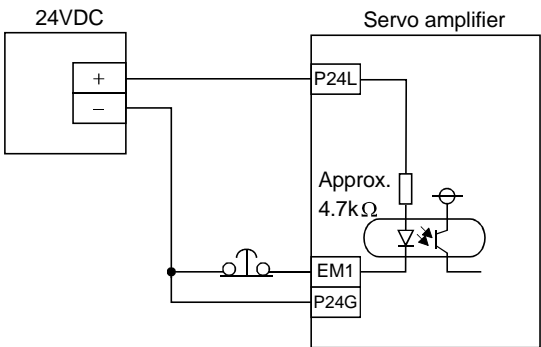 24VDC
Servo amplifier
+
P24L
−
Approx.
4.7kΩ
EM1
P24G